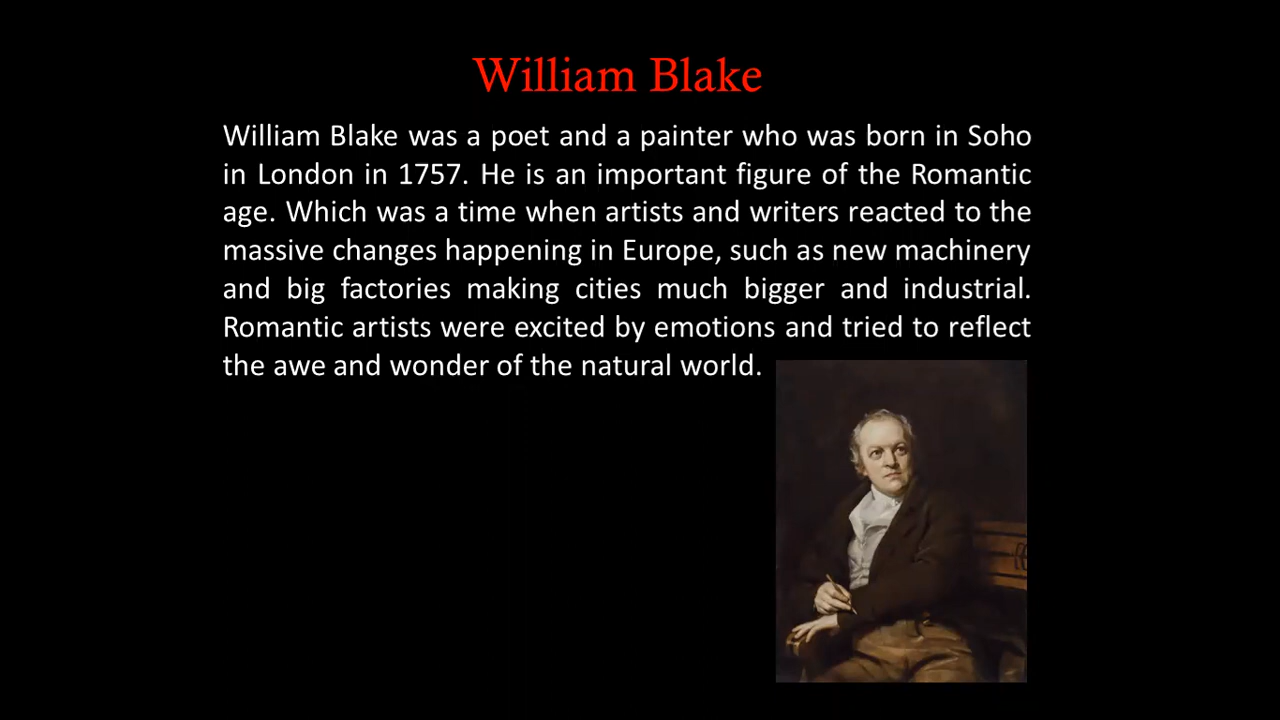 William Blake
William Blake was a poet and a painter who was born in Soho
in London in 1757. He is an important figure of the Romantic
age. Which was a time when artists and writers reacted to the
massive changes happening in Europe, such as new machinery
and big factories making cities much bigger and industrial.
Romantic artists were excited by emotions and tried to reflect
the awe and wonder of the natural world.